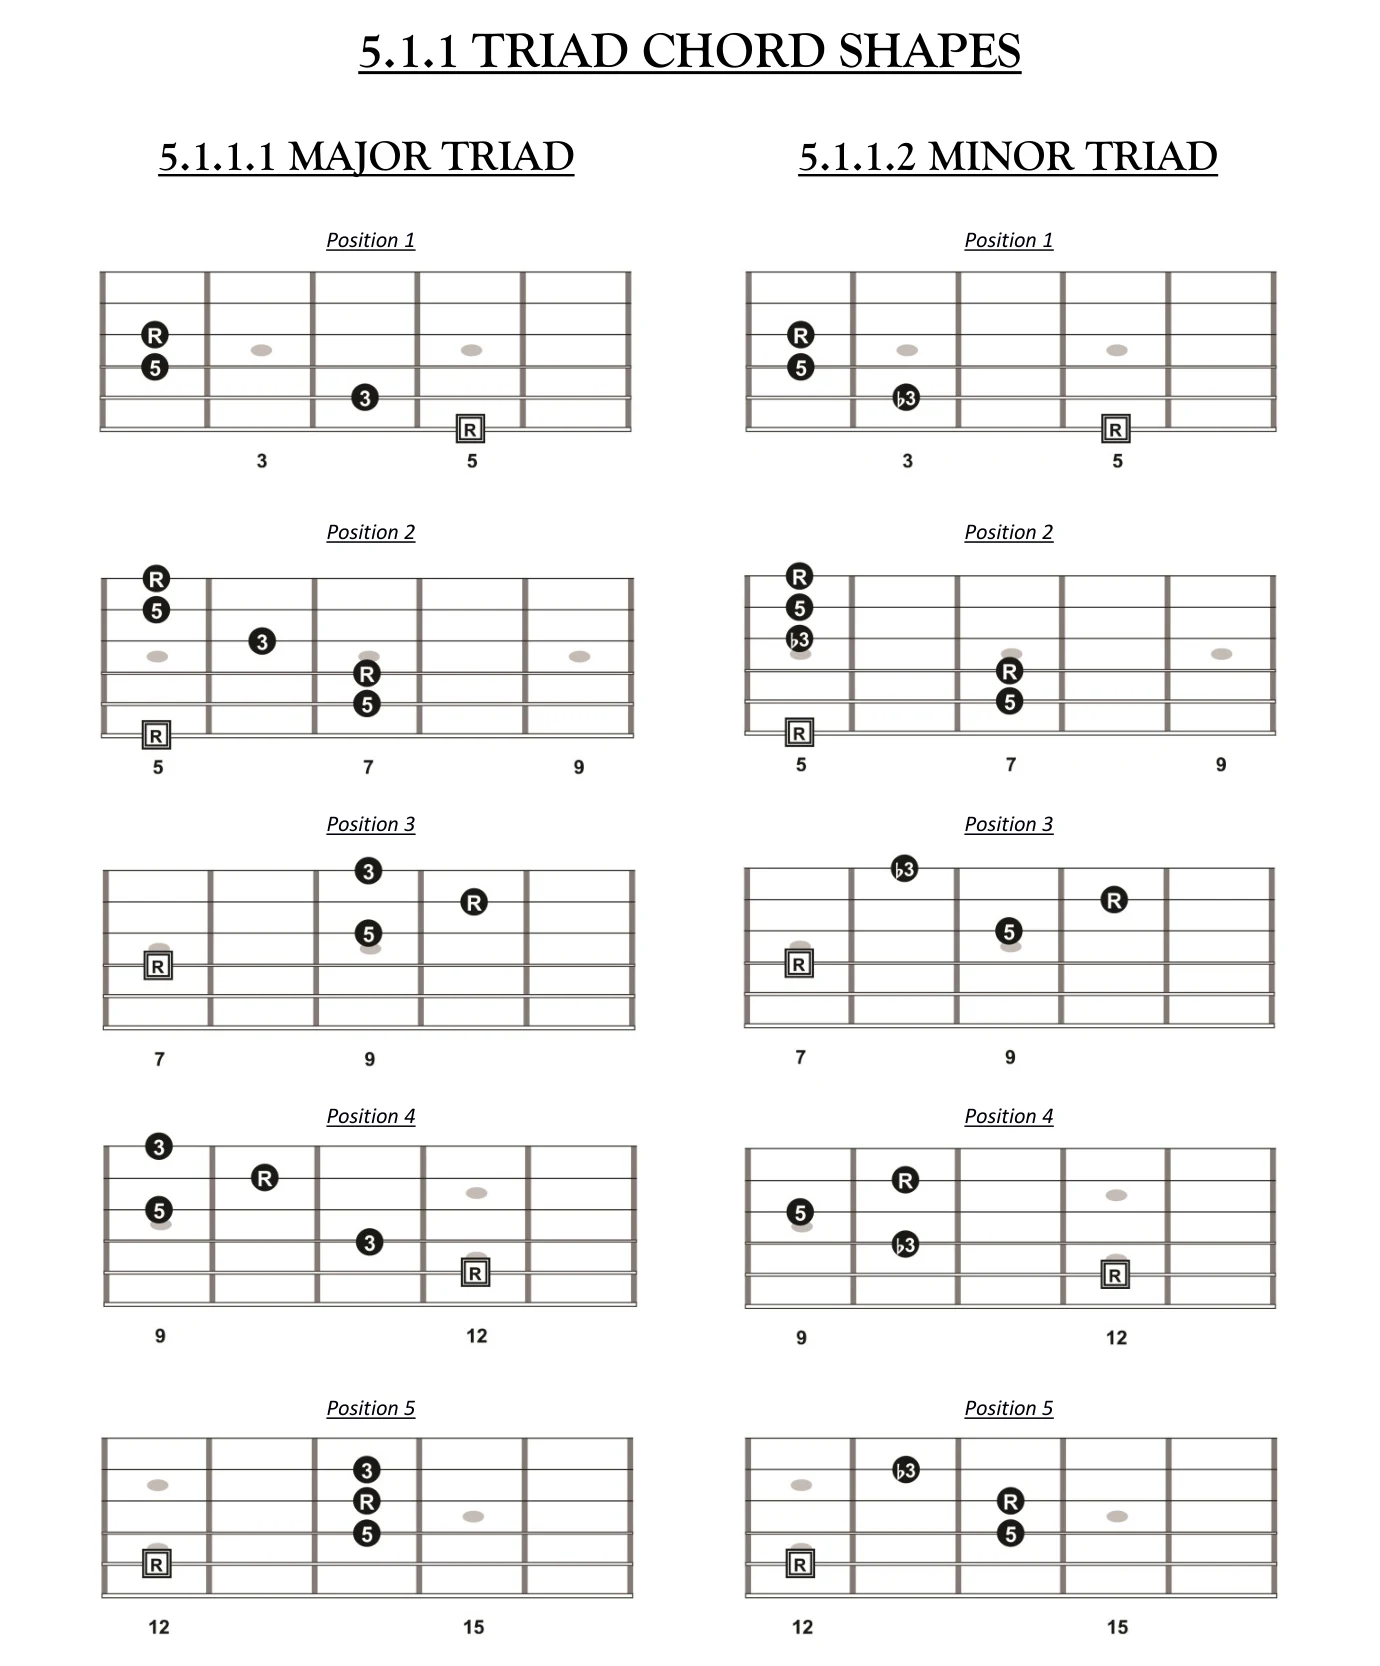 5.1.1 TRIAD CHORD SHAPES
5.1.1.1 MAJOR TRIAD
5.1.1.2 MINOR TRIAD
Position 1
R
5
3
R
3 5
Position 1
R
5
♭3
R
3 5
Position 2
R
5
3
R
5
R
5 7 9
Position 2
R
5
♭3
R
5
R
5 7 9
Position 3
3
R
5
R
7 9
Position 3
♭3
R
5
R
7 9
Position 4
3
R
5
3
R
9 12
Position 4
R
5
♭3
R
9 12
Position 5
3
R
5
R
12 15
Position 5
♭3
R
5
R
12 15